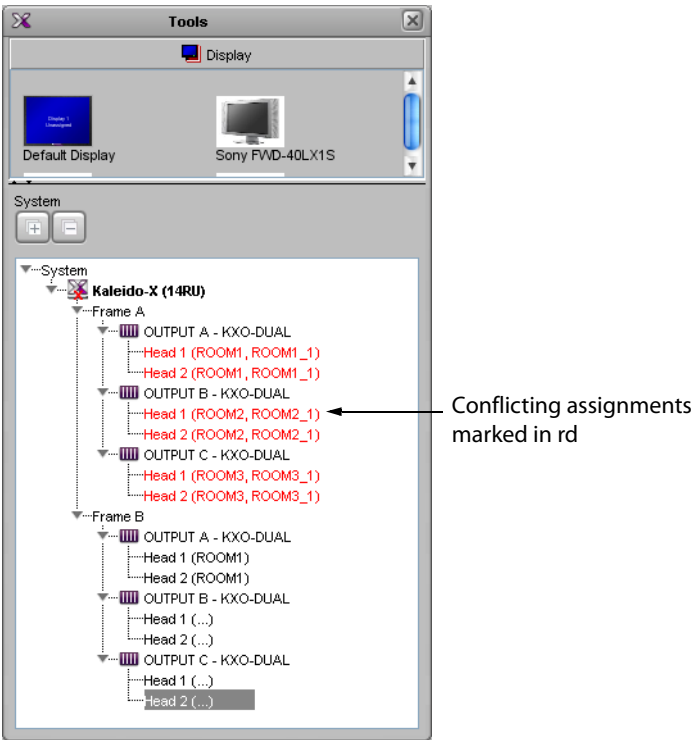 Tools
Display
Display 1
Unassigned
Default Display
Sony FWD-40LX1S
System
System
Kaleido-X (14RU)
Frame A
OUTPUT A - KXO-DUAL
Head 1 (ROOM1, ROOM1_1)
Head 2 (ROOM1, ROOM1_1)
OUTPUT B - KXO-DUAL
Head 1 (ROOM2, ROOM2_1)
Head 2 (ROOM2, ROOM2_1)
OUTPUT C - KXO-DUAL
Head 1 (ROOM3, ROOM3_1)
Head 2 (ROOM3, ROOM3_1)
Frame B
OUTPUT A - KXO-DUAL
Head 1 (ROOM1)
Head 2 (ROOM1)
OUTPUT B - KXO-DUAL
Head 1 (...)
Head 2 (...)
OUTPUT C - KXO-DUAL
Head 1 (...)
Head 2 (...)
Conflicting assignments
marked in rd